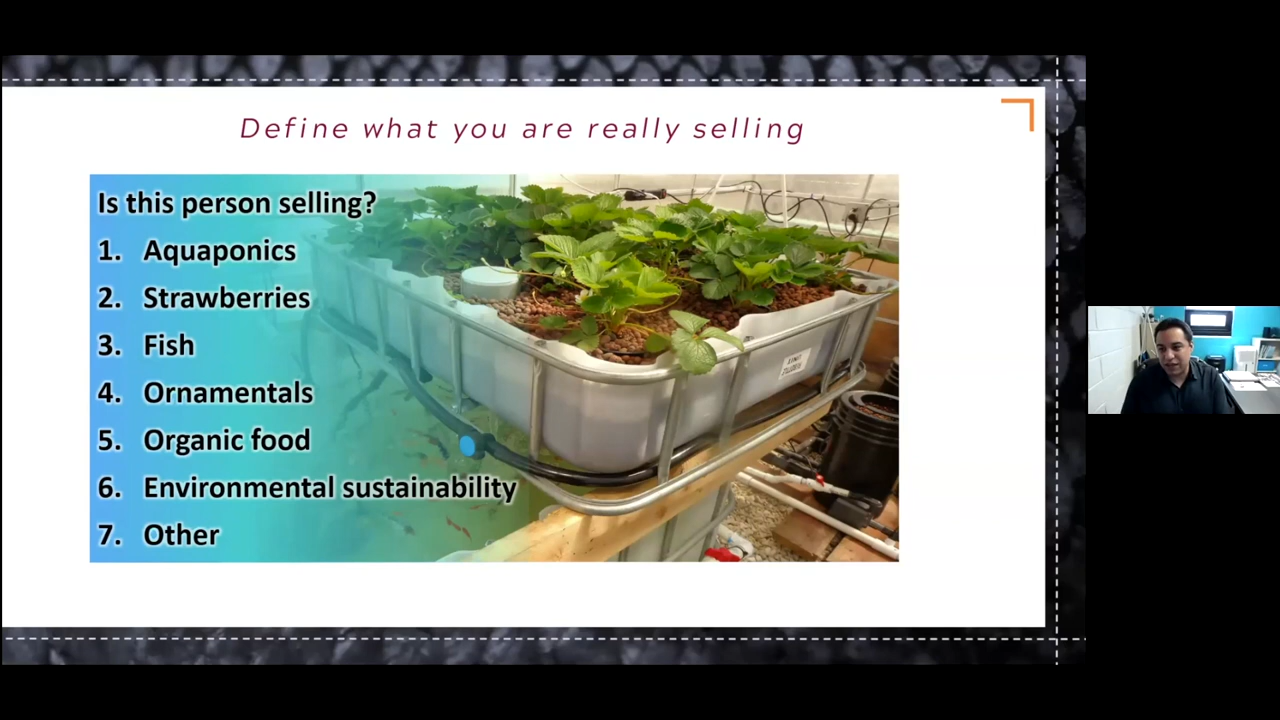 Define what you are really selling
Is this person selling?
1. Aquaponics
2. Strawberries
3. Fish
4. Ornamentals
5. Organic food
6. Environmental sustainability
7. Other